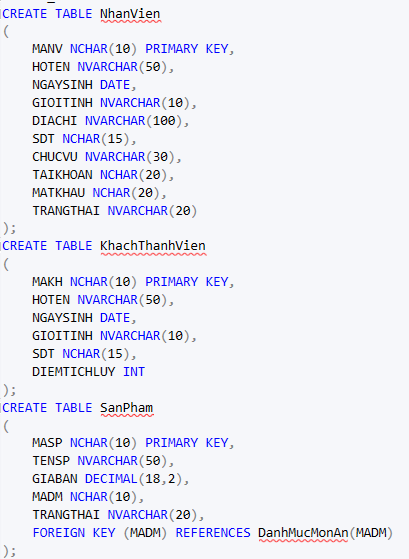 CREATE TABLE NhanVien
(
MANV NCHAR(10) PRIMARY KEY,
HOTEN NVARCHAR(50),
NGAYSINH DATE,
GIOITINH NVARCHAR(10),
DIACHI NVARCHAR(100),
SDT NCHAR(15),
CHUCVU NVARCHAR(30),
TAIKHOAN NCHAR(20),
MATKHAU NCHAR(20),
TRANGTHAI NVARCHAR(20)
);
CREATE TABLE KhachThanhVien
(
MAKH NCHAR(10) PRIMARY KEY,
HOTEN NVARCHAR(50),
NGAYSINH DATE,
GIOITINH NVARCHAR(10),
SDT NCHAR(15),
DIEMTICHLUY INT
);
CREATE TABLE SanPham
(
MASP NCHAR(10) PRIMARY KEY,
TENSP NVARCHAR(50),
GIABAN DECIMAL(18,2),
MADM NCHAR(10),
TRANGTHAI NVARCHAR(20),
FOREIGN KEY (MADM) REFERENCES DanhMucMonAn(MADM)
);